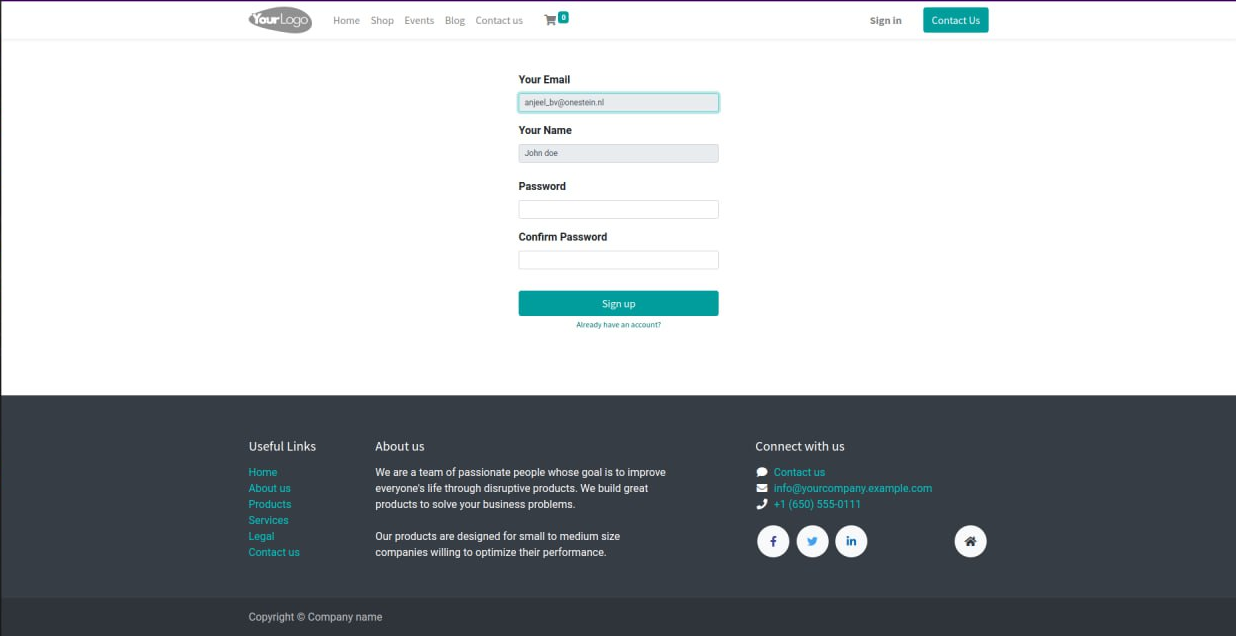 YourLogo Home Shop Events Blog Contact us 0 Sign in Contact Us
Your Email
anjeel_bv@onestein.nl
Your Name
John doe
Password
Confirm Password
Sign up
Already have an account?
Useful Links
Home
About us
Products
Services
Legal
Contact us
About us
We are a team of passionate people whose goal is to improve
everyone's life through disruptive products. We build great
products to solve your business problems.
Our products are designed for small to medium size
companies willing to optimize their performance.
Connect with us
Contact us
info@yourcompany.example.com
+1 (650) 555-0111
Copyright © Company name